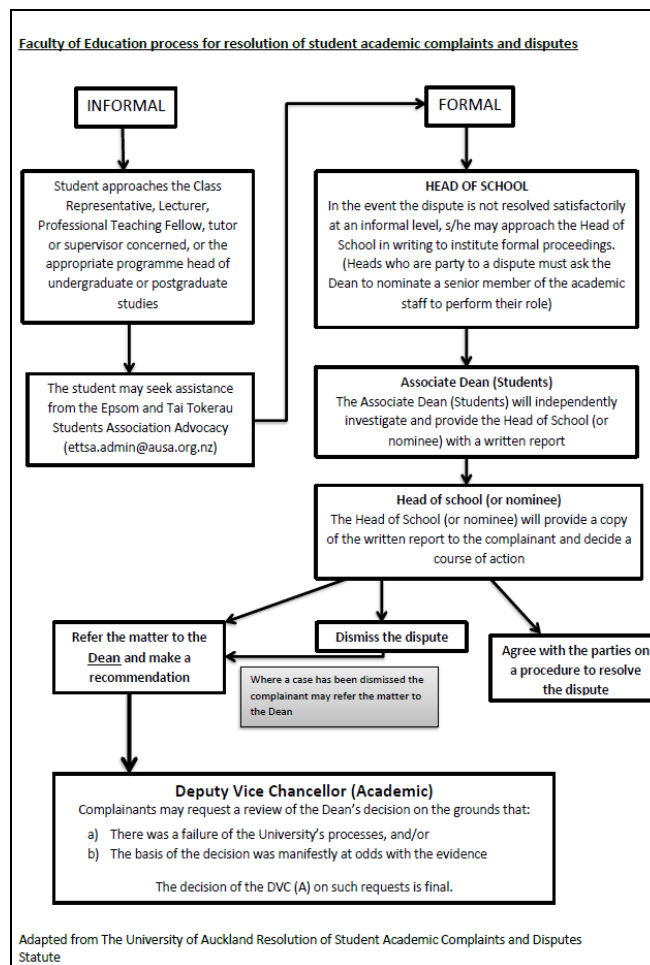 Faculty of Education process for resolution of student academic complaints and disputes
INFORMAL
FORMAL
Student approaches the Class
Representative, Lecturer,
Professional Teaching Fellow, tutor
or supervisor concerned, or the
appropriate programme head of
undergraduate or postgraduate
studies
The student may seek assistance
from the Epsom and Tai Tokerau
Students Association Advocacy
(ettsa.admin@ausa.org.nz)
HEAD OF SCHOOL
In the event the dispute is not resolved satisfactorily
at an informal level, s/he may approach the Head of
School in writing to institute formal proceedings.
(Heads who are party to a dispute must ask the
Dean to nominate a senior member of the academic
staff to perform their role)
Associate Dean (Students)
The Associate Dean (Students) will independently
investigate and provide the Head of School (or
nominee) with a written report
Head of school (or nominee)
The Head of School (or nominee) will provide a copy
of the written report to the complainant and decide a
course of action
Refer the matter to the
Dean and make a
recommendation
Dismiss the dispute
Agree with the parties on
a procedure to resolve
the dispute
Where a case has been dismissed the
complainant may refer the matter to
the Dean
Deputy Vice Chancellor (Academic)
Complainants may request a review of the Dean's decision on the grounds that:
a) There was a failure of the University's processes, and/or
b) The basis of the decision was manifestly at odds with the evidence
The decision of the DVC (A) on such requests is final.
Adapted from The University of Auckland Resolution of Student Academic Complaints and Disputes
Statute